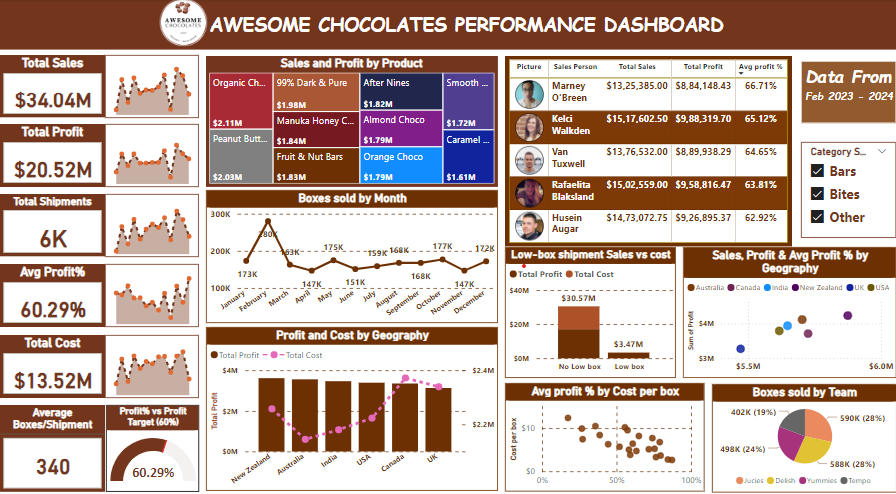 AWESOME
CHOCOLATES
AWESOME CHOCOLATES PERFORMANCE DASHBOARD
Total Sales
$34.04M
Total Profit
$20.52M
Total Shipments
6K
Avg Profit%
60.29%
Total Cost
$13.52M
Average
Boxes/Shipment
340
Profit% vs Profit
Target (60%)
60.29%
Sales and Profit by Product
Organic Ch...
$2.11M
Peanut Butt...
$2.03M
99% Dark & Pure
$1.98M
Manuka Honey C...
$1.84M
Fruit & Nut Bars
$1.83M
After Nines
$1.82M
Almond Choco
$1.79M
Orange Choco
$1.79M
Smooth ...
$1.72M
Caramel ...
$1.61M
Boxes sold by Month
300K
200K
100K
173K
280K
163K
147K
175K
151K
159K
168K
168K
177K
147K
172K
January
February
March
April
May
June
July
August
September
October
November
December
Profit and Cost by Geography
Total Profit
Total Cost
Total Profit
$4M
$2M
$0M
$2.4M
$2.2M
New Zealand
Australia
India
USA
Canada
UK
Picture Sales Person Total Sales Total Profit Avg profit %
Marney O'Breen $13,25,385.00 $8,84,148.43 66.71%
Kelci Walkden $15,17,602.50 $9,88,319.70 65.12%
Van Tuxwell $13,76,532.00 $8,89,938.29 64.65%
Rafaelita Blaksland $15,02,559.00 $9,58,816.47 63.81%
Husein Augar $14,73,072.75 $9,26,895.37 62.92%
Data From
Feb 2023 - 2024
Category S...
Bars
Bites
Other
Low-box shipment Sales vs cost
Total Profit
Total Cost
$40M
$20M
$0M
$30.57M
$3.47M
No Low box
Low box
Sales, Profit & Avg Profit % by
Geography
Australia
Canada
India
New Zealand
UK
USA
Sum of Profit
$4M
$3M
$5.5M
$6.0M
Avg profit % by Cost per box
Cost per box
$10
$0
0%
50%
100%
Boxes sold by Team
402K (19%)
590K (28%)
498K (24%)
588K (28%)
Jucies
Delish
Yummies
Tempo